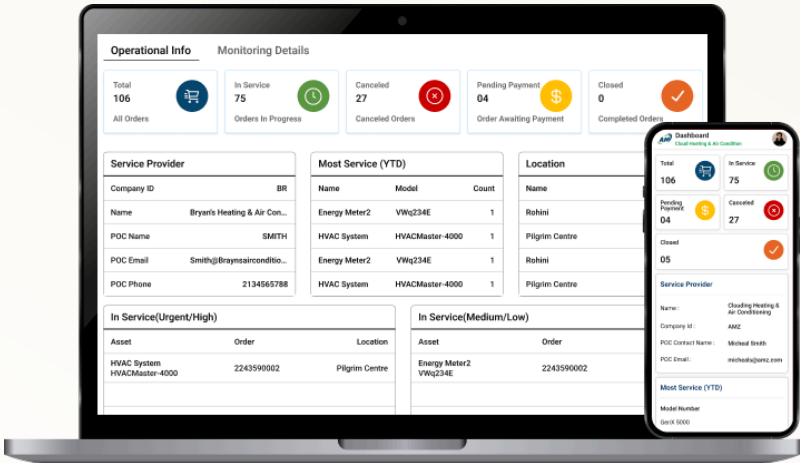 Operational Info Monitoring Details
Total In Service Canceled Pending Payment Closed
106 75 27 04 0
All Orders Orders In Progress Canceled Orders Order Awaiting Payment Completed Orders
Service Provider
Company ID BR
Name Bryan's Heating & Air Con...
POC Name SMITH
POC Email Smith@Braynsairconditio...
POC Phone 2134565788
Most Service (YTD)
Name Model Count
Energy Meter2 VWq234E 1
HVAC System HVACMaster-4000 1
Energy Meter2 VWq234E 1
HVAC System HVACMaster-4000 1
Location
Name
Rohini
Pilgrim Centre
Rohini
Pilgrim Centre
In Service(Urgent/High)
Asset Order Location
HVAC System
HVACMaster-4000 2243590002 Pilgrim Centre
In Service(Medium/Low)
Asset Order
Energy Meter2
VWq234E 2243590002
AMZ Dashboard
Cloud Heating & Air Condition
Total In Service
106 75
Pending
Payment Canceled
04 27
Closed
05
Service Provider
Name : Clouding Heating &
Air Conditioning
Company Id : AMZ
POC Contact Name : Micheal Smith
POC Email : micheals@amz.com
Most Service (YTD)
Model Number
GenX 5000